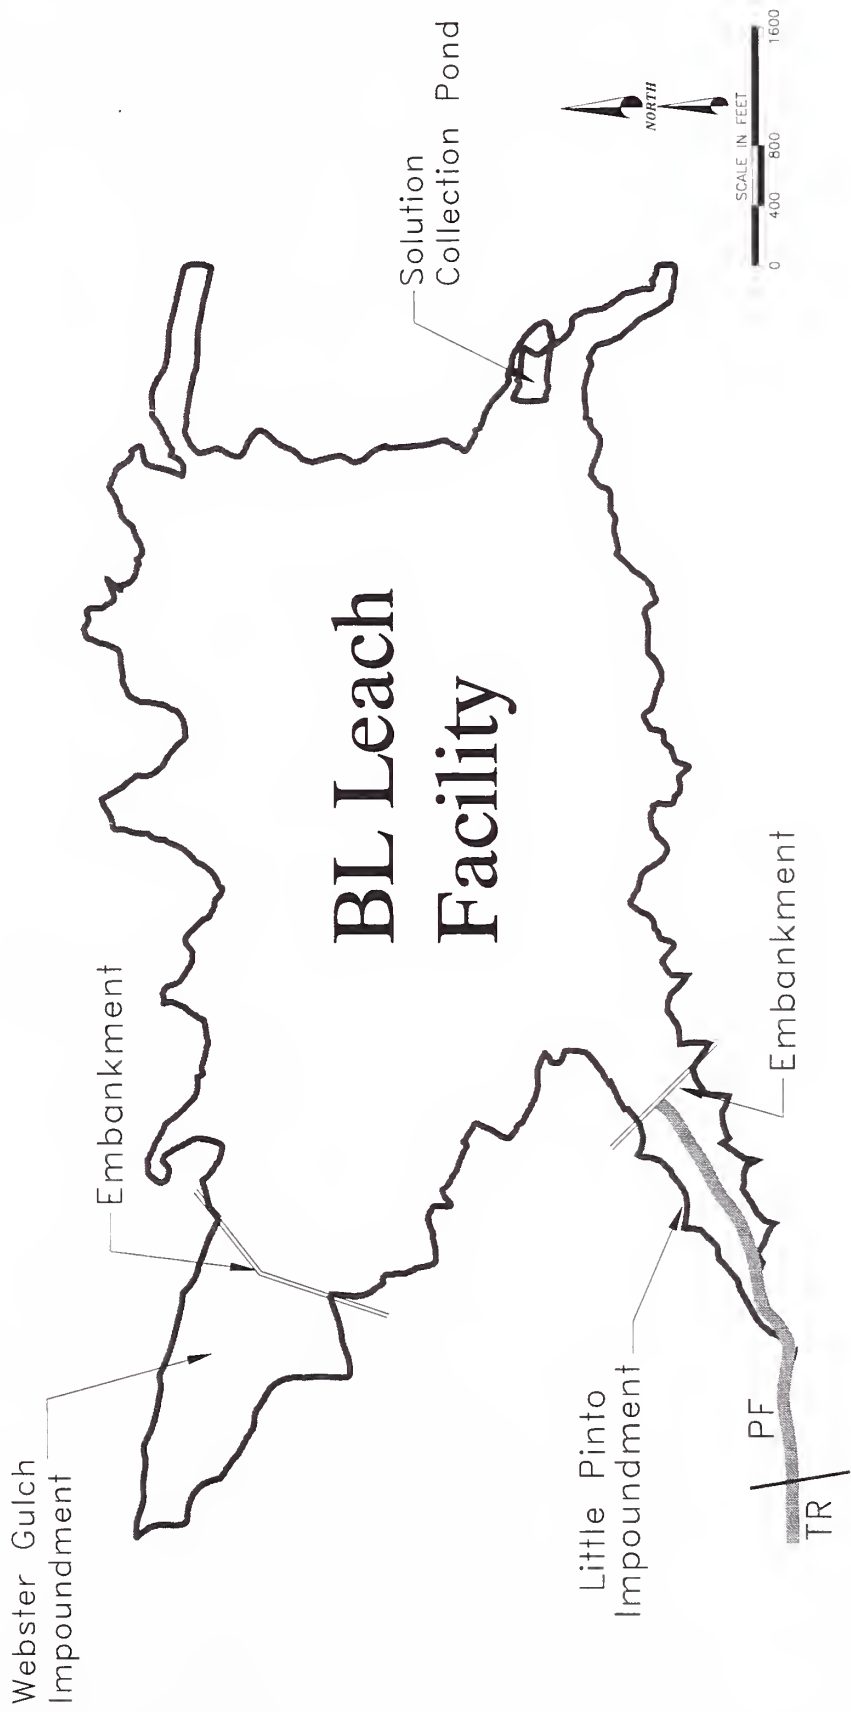 Webster Gulch
Impoundment
Embankment
Solution
Collection Pond
BL Leach
Facility
Little Pinto
Impoundment
Embankment
PF
TR
NORTH
SCALE IN FEET
0 400 800 1600